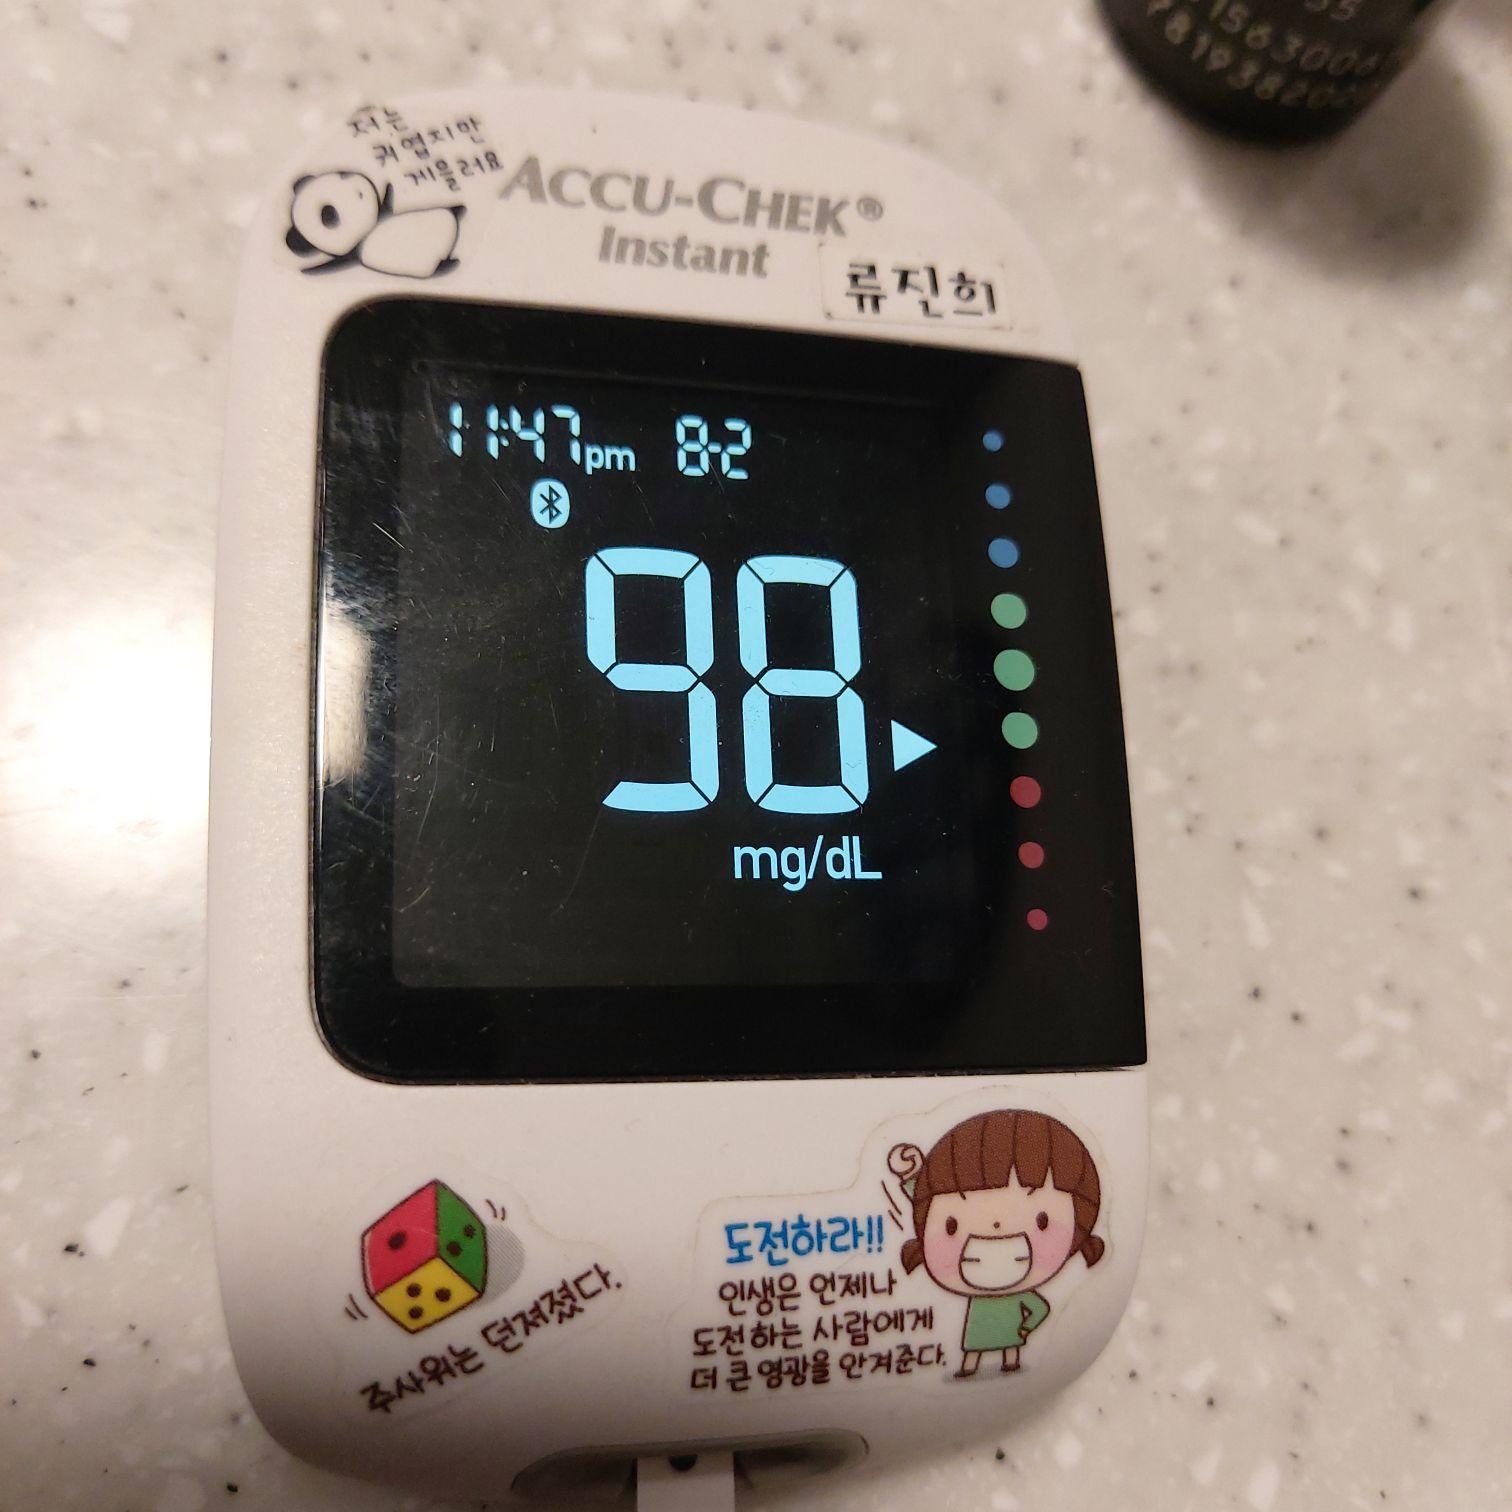 저는
귀엽지만
게을러요
ACCU-CHEK®
Instant
류진희
11:47pm 8-2
98
mg/dL
주사위는 던져졌다.
도전하라!!
인생은 언제나
도전하는 사람에게
더 큰 영광을 안겨준다.